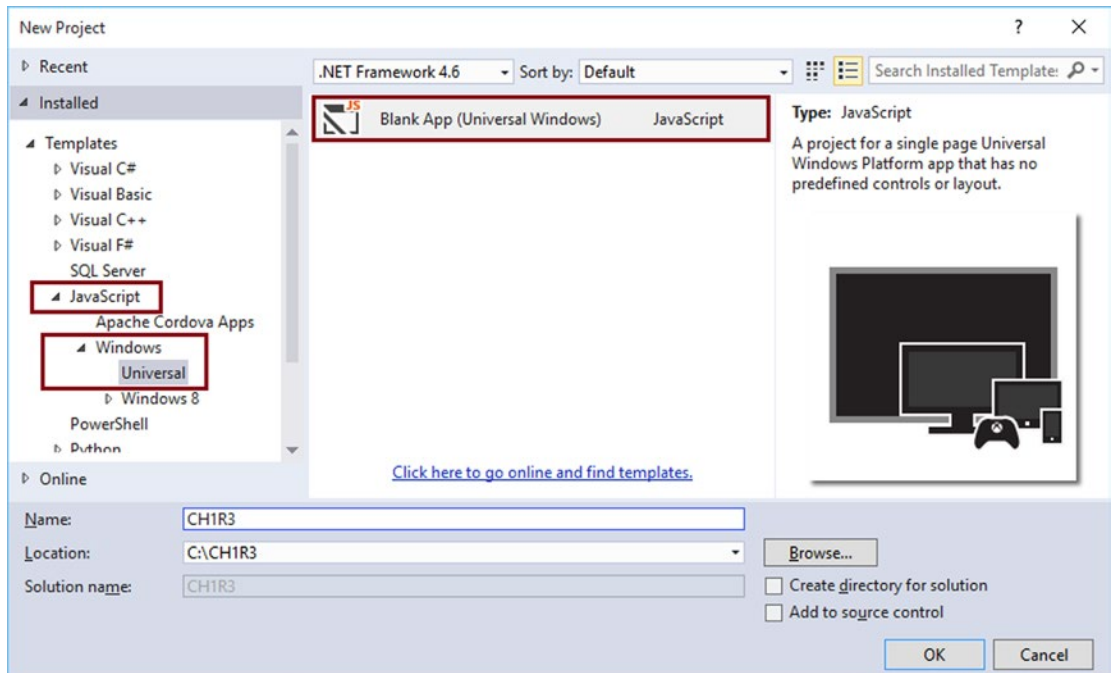 New Project
?
Recent
.NET Framework 4.6
Sort by: Default
Search Installed Template:
Installed
Templates
Visual C#
Visual Basic
Visual C++
Visual F#
SQL Server
JavaScript
Apache Cordova Apps
Windows
Universal
Windows 8
PowerShell
Python
Online
JS
Blank App (Universal Windows) JavaScript
Click here to go online and find templates.
Type: JavaScript
A project for a single page Universal
Windows Platform app that has no
predefined controls or layout.
Name: CH1R3
Location: C:\CH1R3
Browse...
Solution name: CH1R3
Create directory for solution
Add to source control
OK Cancel